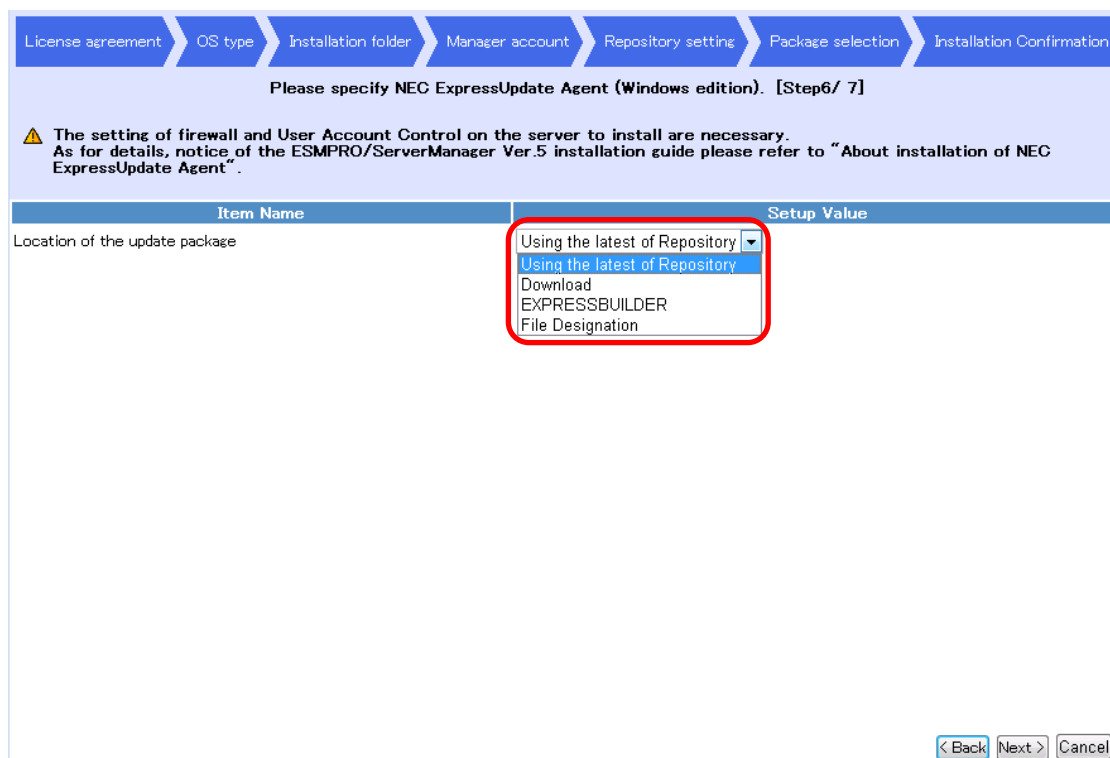 License agreement OS type Installation folder Manager account Repository setting Package selection Installation Confirmation
Please specify NEC ExpressUpdate Agent (Windows edition). [Step6/ 7]
The setting of firewall and User Account Control on the server to install are necessary.
As for details, notice of the ESMPRO/ServerManager Ver.5 installation guide please refer to "About installation of NEC
ExpressUpdate Agent".
Item Name Setup Value
Location of the update package Using the latest of Repository
Using the latest of Repository
Download
EXPRESSBUILDER
File Designation
< Back Next > Cancel